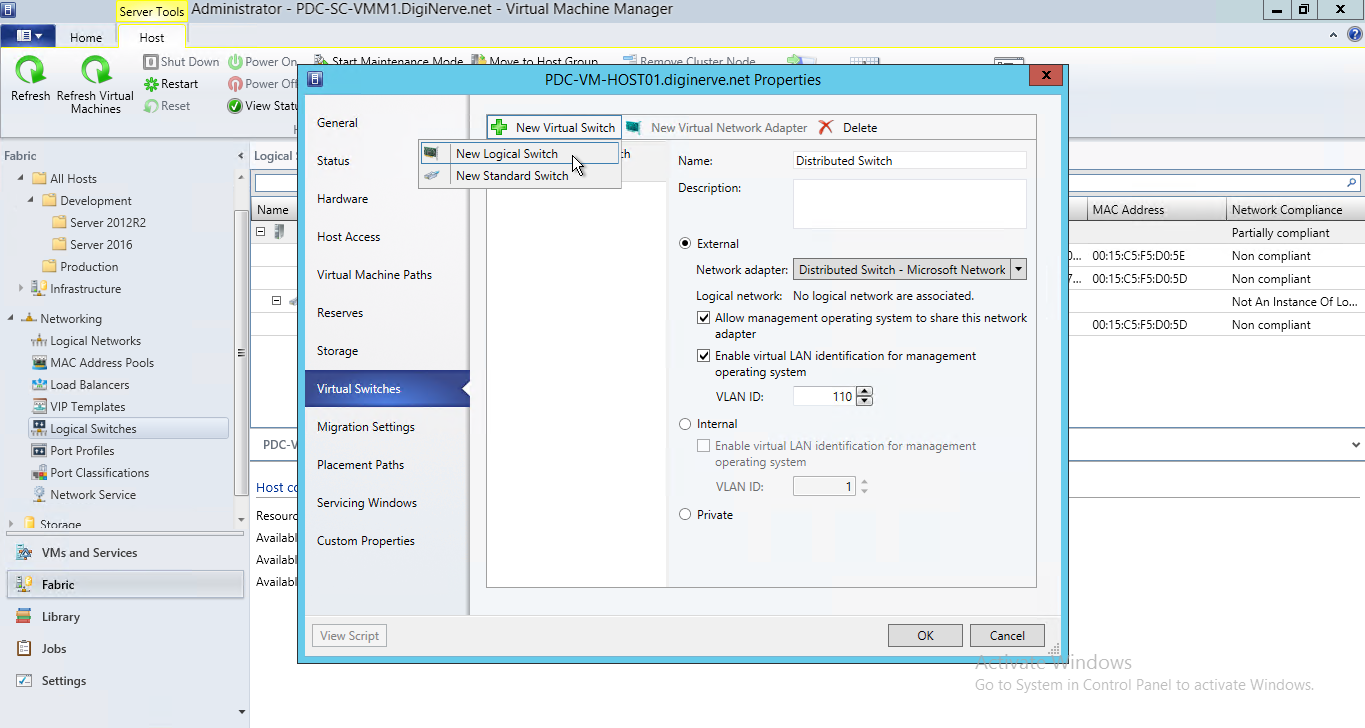 Server Tools Administrator - PDC-SC-VMM1.DigiNerve.net - Virtual Machine Manager
Home Host
Shut Down Power On Start Maintenance Mode Move to Host Group Remove Cluster Node
Refresh Refresh Virtual Machines Restart Power Off
Reset View Status
PDC-VM-HOST01.diginerve.net Properties
Fabric
All Hosts
Development
Server 2012R2
Server 2016
Production
Infrastructure
Networking
Logical Networks
MAC Address Pools
Load Balancers
VIP Templates
Logical Switches
Port Profiles
Port Classifications
Network Service
Storage
VMs and Services
Fabric
Library
Jobs
Settings
Logical
Name
PDC-V
Host co
Resourc
Availabl
Availabl
Availabl
General
Status
Hardware
Host Access
Virtual Machine Paths
Reserves
Storage
Virtual Switches
Migration Settings
Placement Paths
Servicing Windows
Custom Properties
New Virtual Switch New Virtual Network Adapter Delete
New Logical Switch
New Standard Switch
Name: Distributed Switch
Description:
External
Network adapter: Distributed Switch - Microsoft Network
Logical network: No logical network are associated.
Allow management operating system to share this network
adapter
Enable virtual LAN identification for management
operating system
VLAN ID: 110
Internal
Enable virtual LAN identification for management
operating system
VLAN ID: 1
Private
View Script OK Cancel
MAC Address Network Compliance
Partially compliant
0... 00:15:C5:F5:D0:5E Non compliant
7... 00:15:C5:F5:D0:5D Non compliant
Not An Instance Of Lo...
00:15:C5:F5:D0:5D Non compliant
Activate Windows
Go to System in Control Panel to activate Windows.